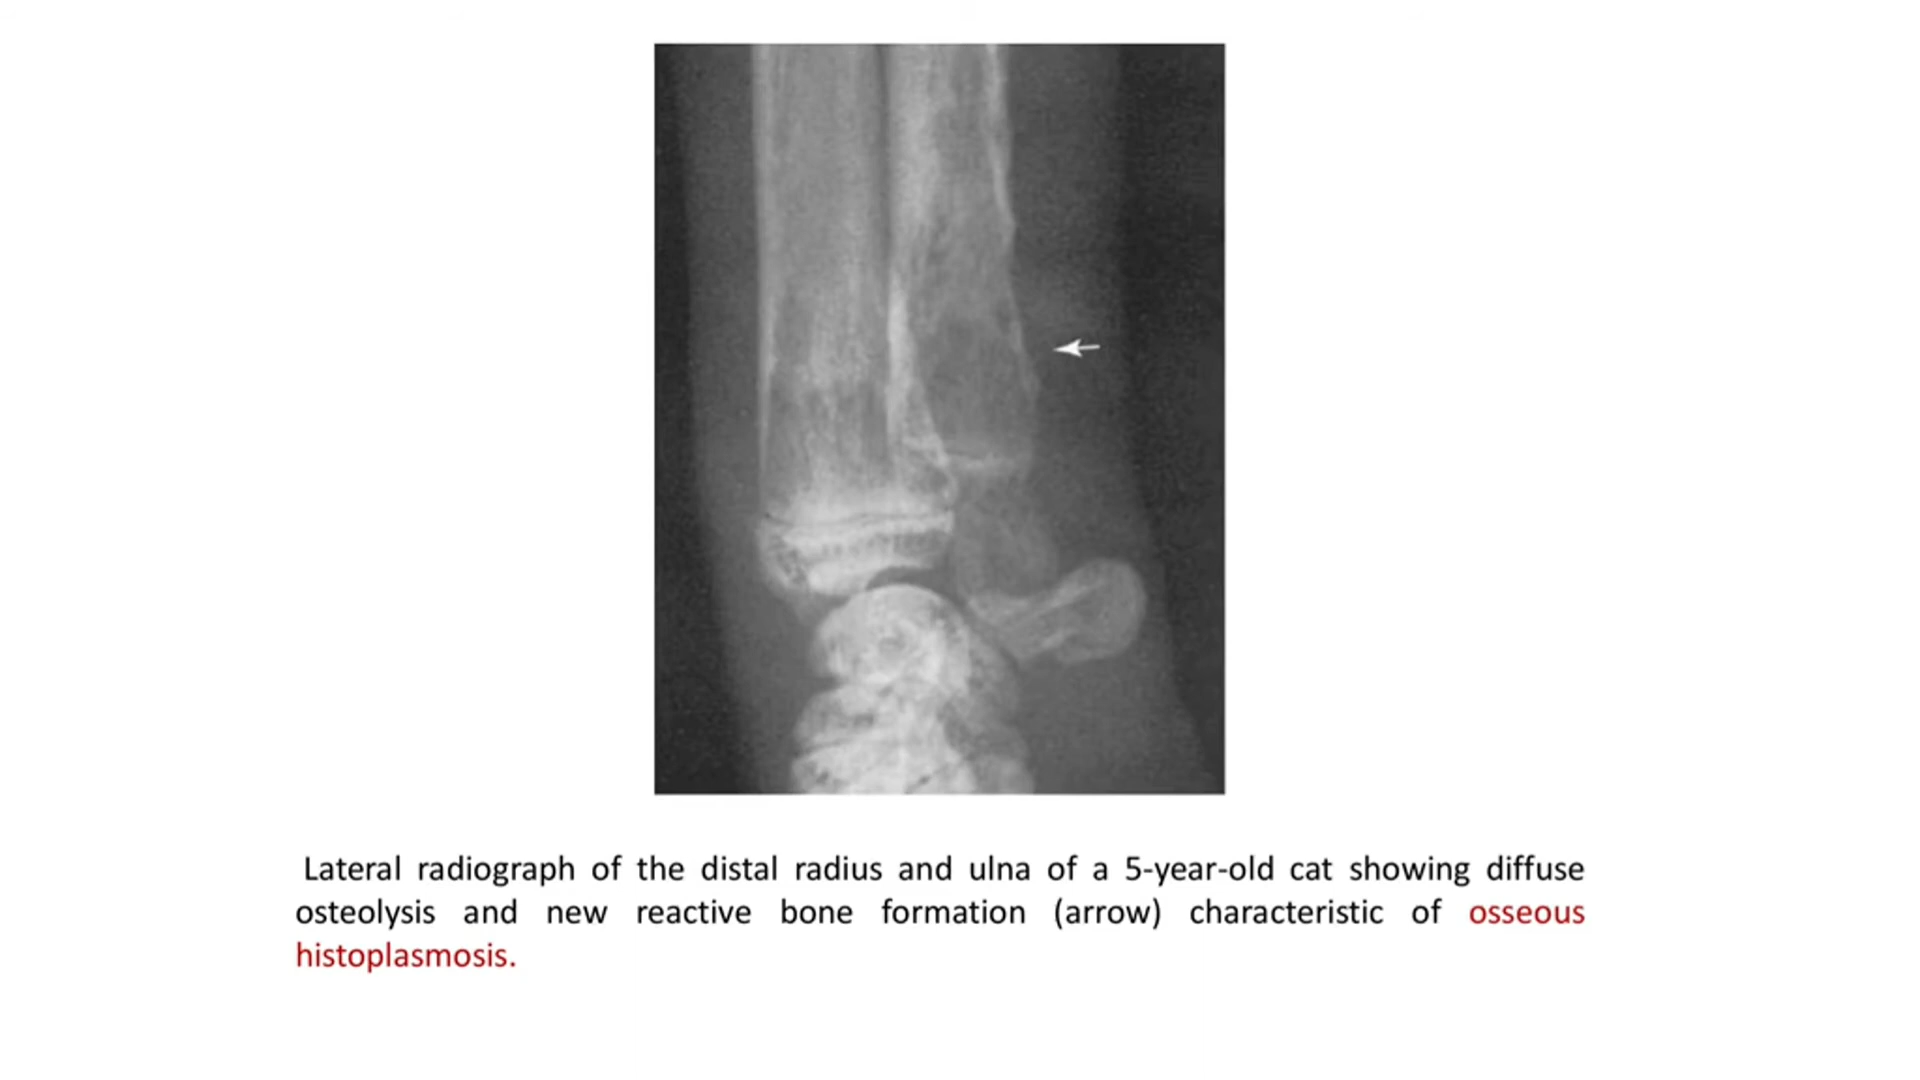 Lateral radiograph of the distal radius and ulna of a 5-year-old cat showing diffuse
osteolysis and new reactive bone formation (arrow) characteristic of osseous
histoplasmosis.